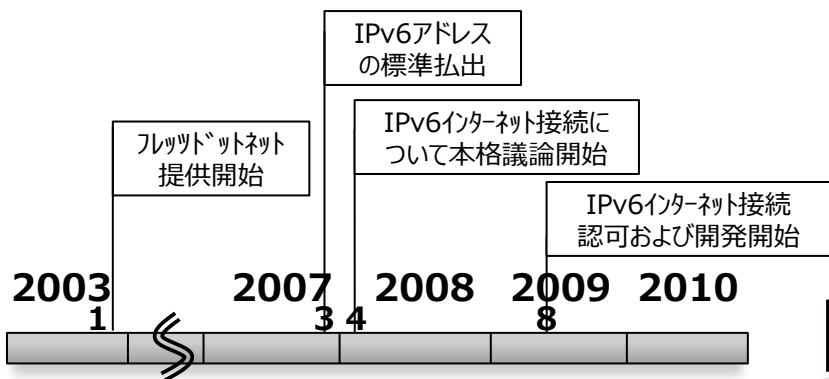 IPv6アドレス
の標準払出
IPv6ｲﾝﾀｰﾈｯﾄ接続に
ついて本格議論開始
ﾌﾚｯﾂﾄﾞｯﾄﾈｯﾄ
提供開始
IPv6ｲﾝﾀｰﾈｯﾄ接続
認可および開発開始
2003 2007 2008 2009 2010
1 3 4 8